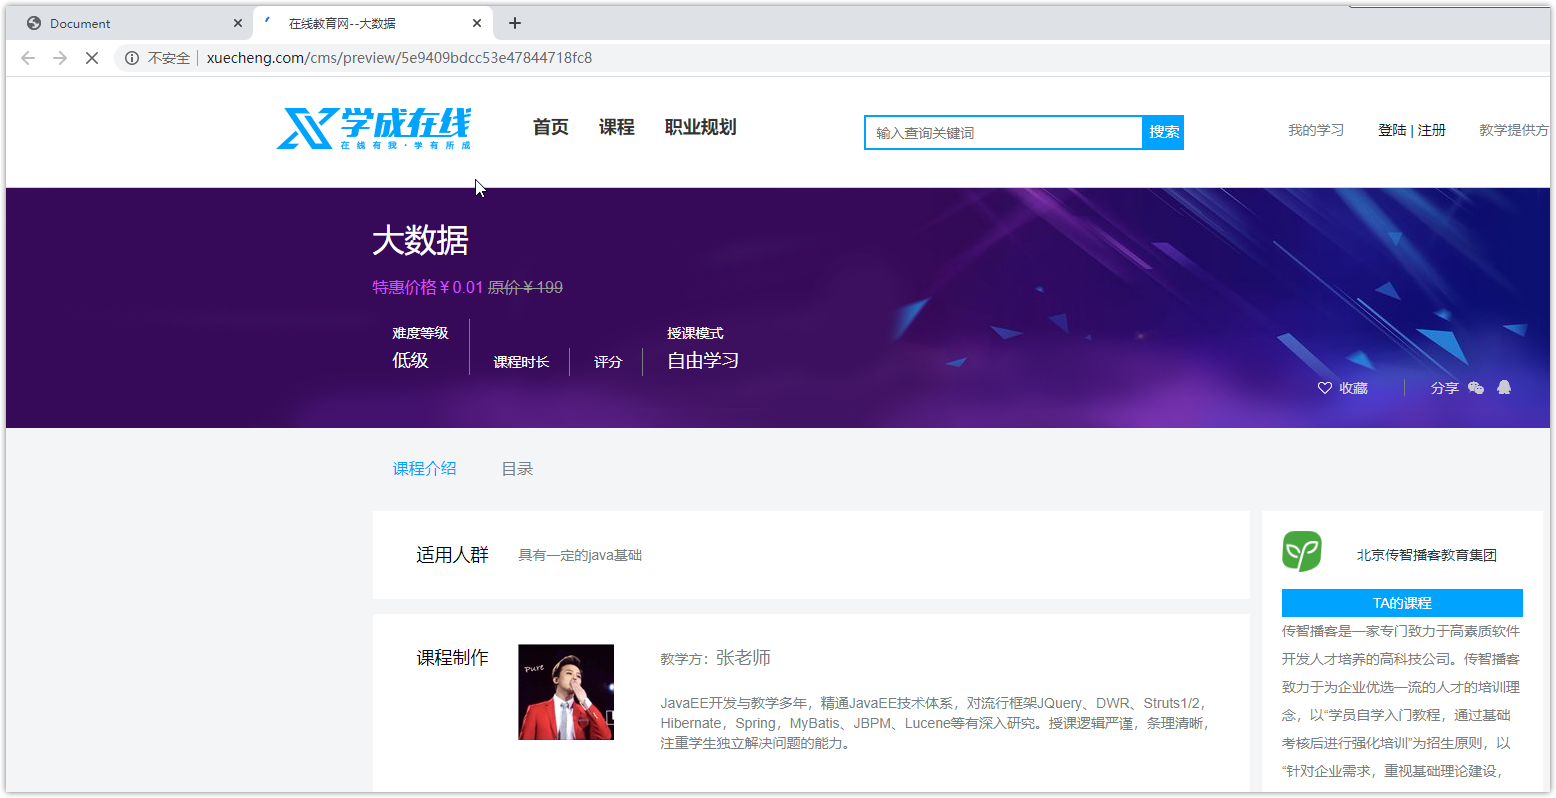 Document
在线教育网--大数据
不安全 | xuecheng.com/cms/preview/5e9409bdcc53e47844718fc8
学成在线
在线有我·学有所成
首页 课程 职业规划
输入查询关键词 搜索
我的学习 登陆 | 注册 教学提供方
大数据
特惠价格￥0.01 原价￥199
难度等级
低级
课程时长
评分
授课模式
自由学习
收藏 分享
课程介绍 目录
适用人群 具有一定的java基础
课程制作
Pure
教学方：张老师
JavaEE开发与教学多年，精通JavaEE技术体系，对流行框架JQuery、DWR、Struts1/2，
Hibernate，Spring，MyBatis、JBPM、Lucene等有深入研究。授课逻辑严谨，条理清晰，
注重学生独立解决问题的能力。
北京传智播客教育集团
TA的课程
传智播客是一家专门致力于高素质软件
开发人才培养的高科技公司。传智播客
致力于为企业优选一流的人才的培训理
念，以“学员自学入门教程，通过基础
考核后进行强化培训”为招生原则，以
“针对企业需求，重视基础理论建设，